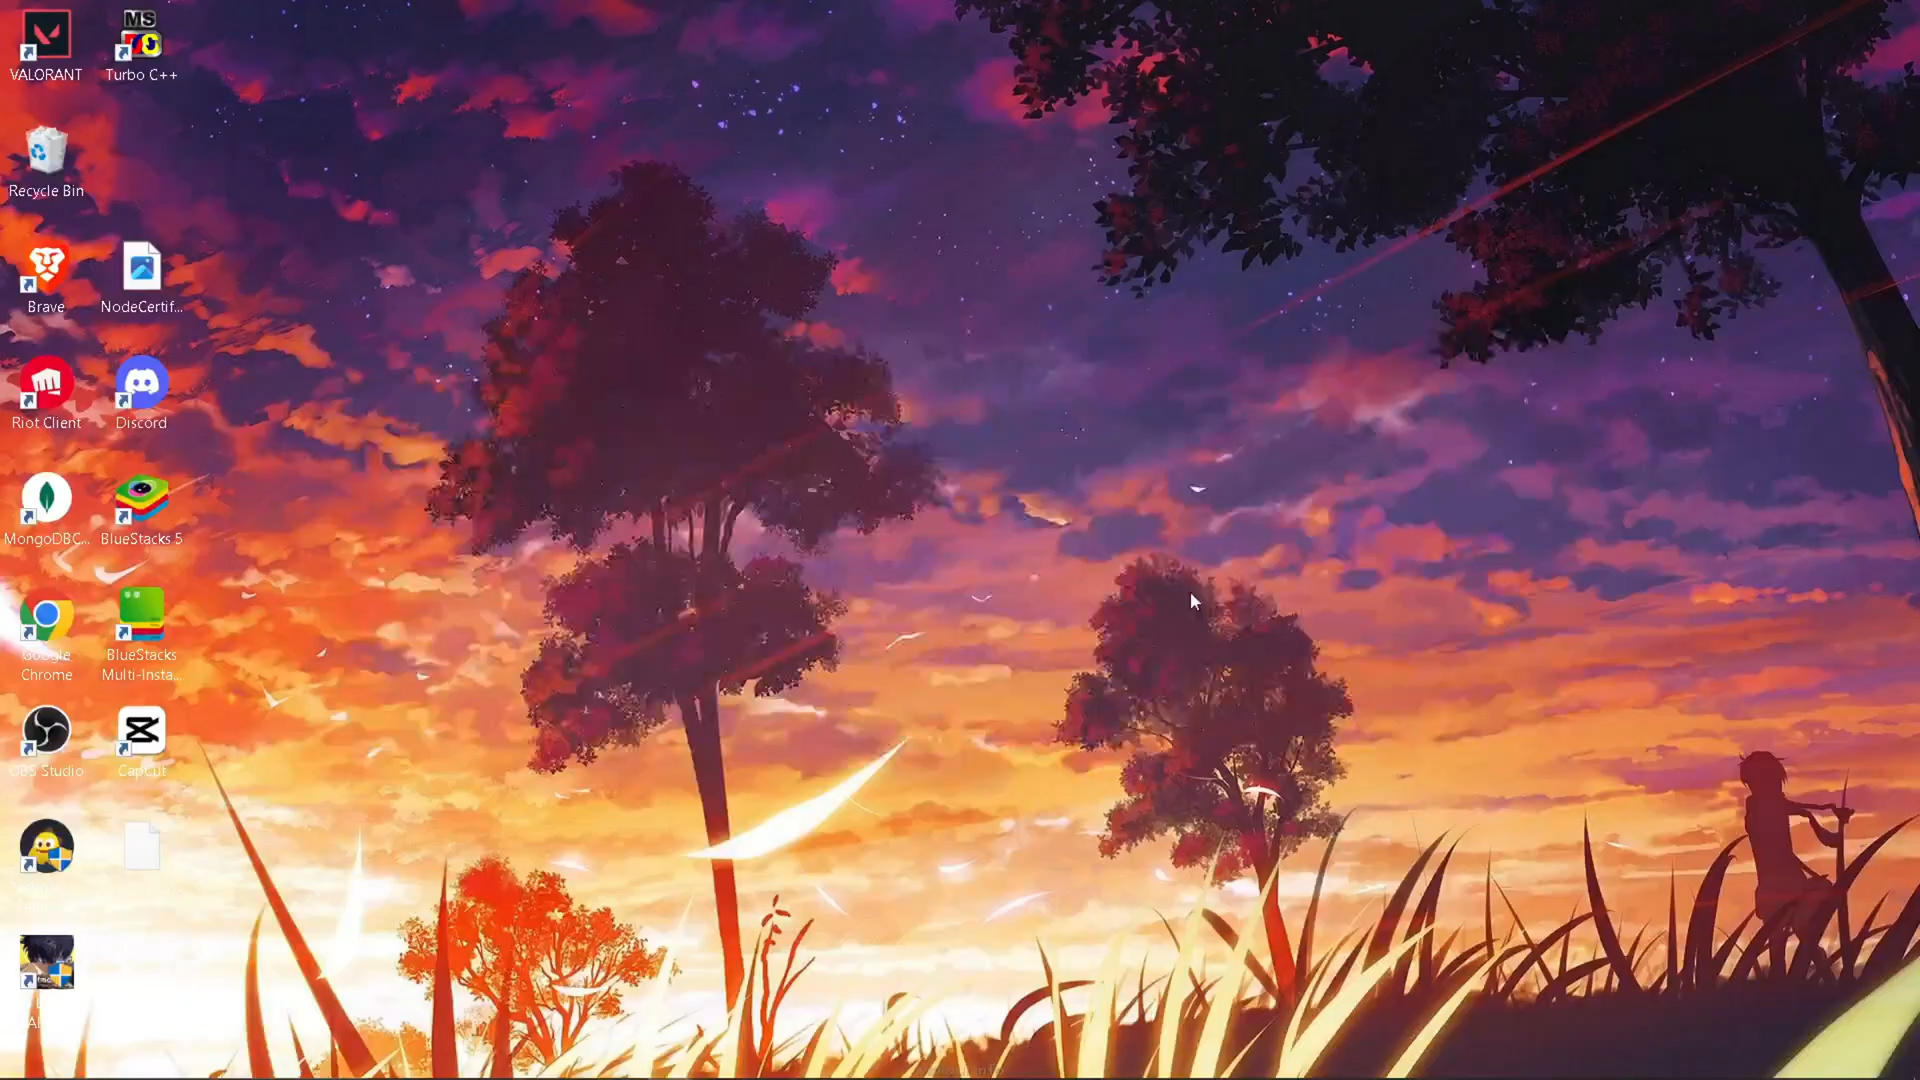 VALORANT
MS
Turbo C++
Recycle Bin
Brave
NodeCertif...
Riot Client
Discord
MongoDBC...
BlueStacks 5
Google
Chrome
BlueStacks
Multi-Insta...
OBS Studio
CapCut